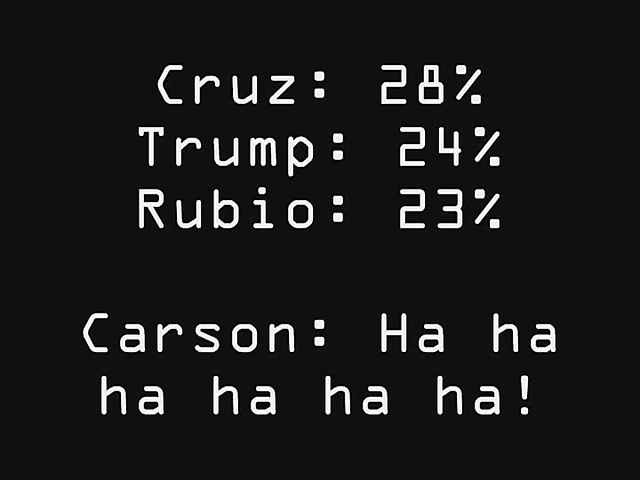 Cruz: 28%
Trump: 24%
Rubio: 23%
Carson: Ha ha
ha ha ha ha!